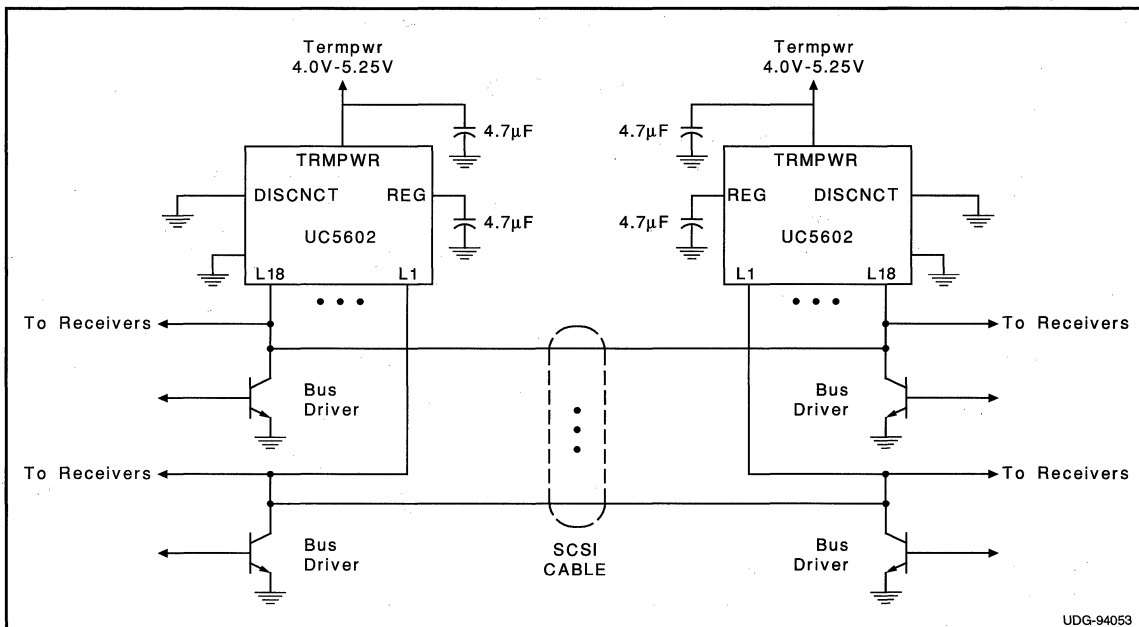 Termpwr
4.0V-5.25V
Termpwr
4.0V-5.25V
4.7µF
4.7µF
TRMPWR
TRMPWR
DISCNCT
REG
4.7µF
4.7µF
REG
DISCNCT
UC5602
UC5602
L18
L1
L1
L18
To Receivers
To Receivers
Bus
Driver
Bus
Driver
To Receivers
To Receivers
Bus
Driver
SCSI
CABLE
Bus
Driver
UDG-94053